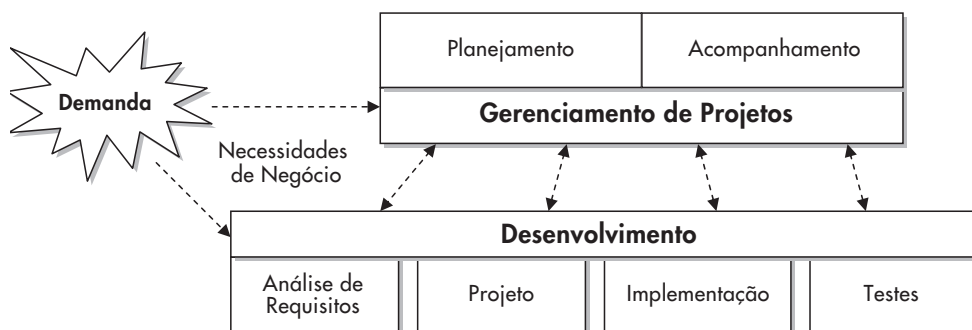 Planejamento
Acompanhamento
Gerenciamento de Projetos
Demanda
Necessidades
de Negócio
Desenvolvimento
Análise de
Requisitos
Projeto
Implementação
Testes